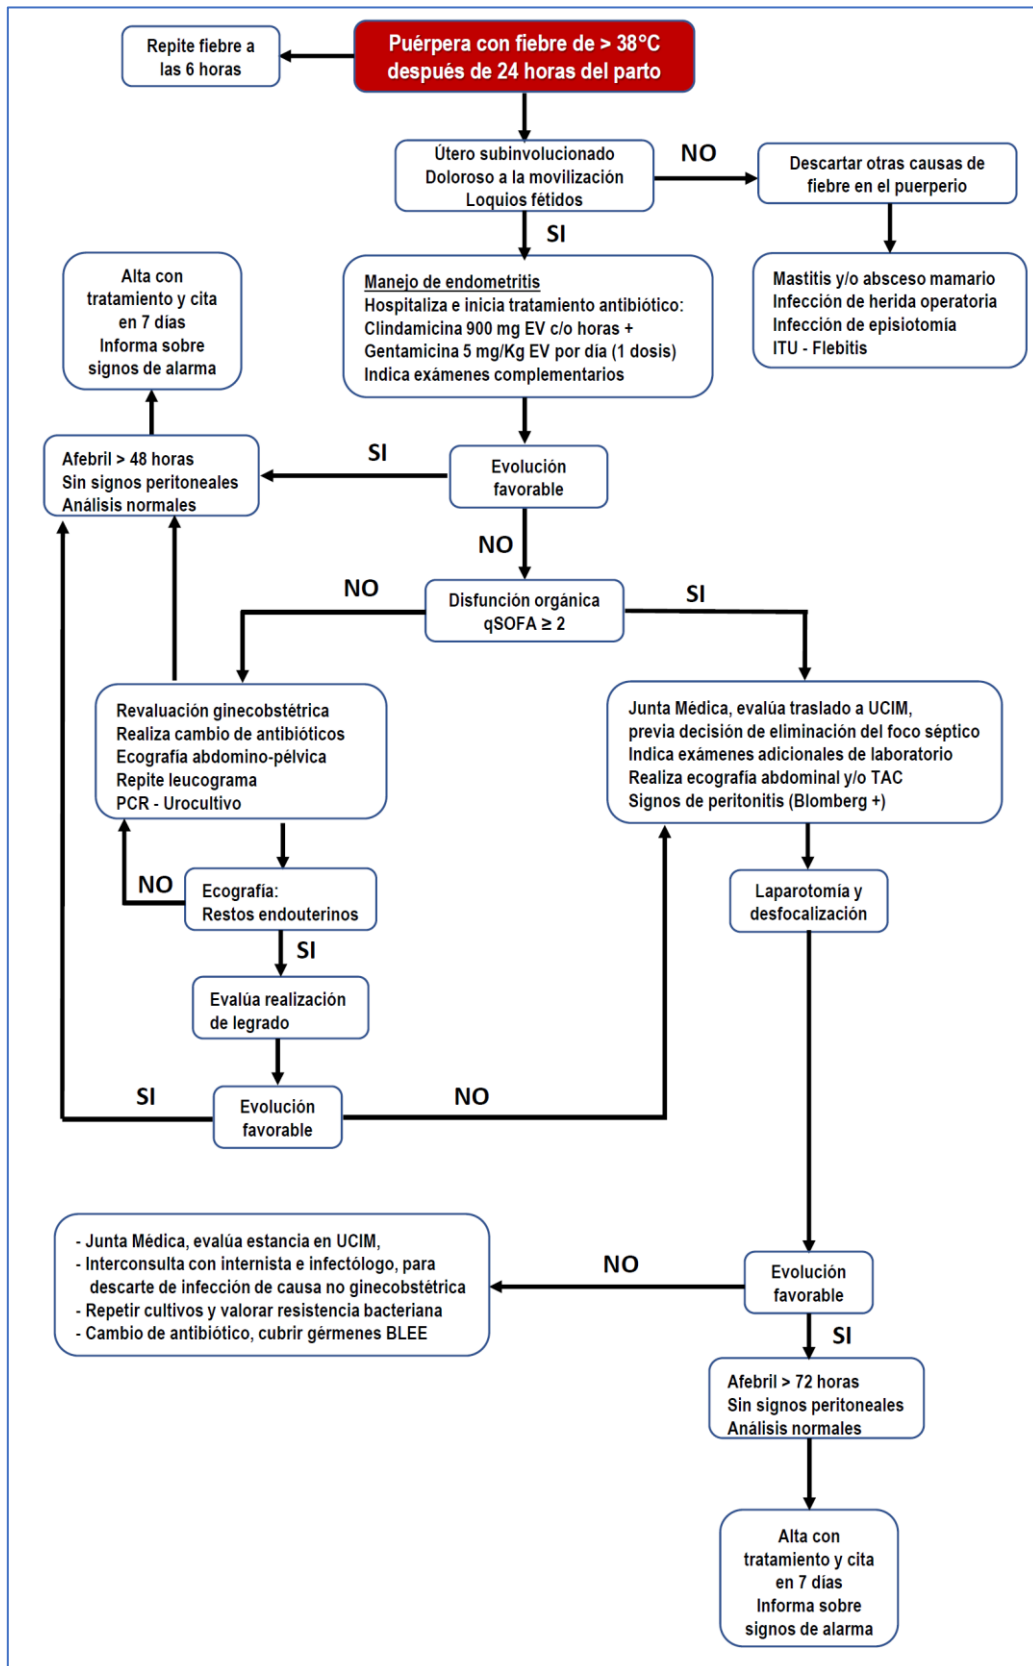 Puérpera con fiebre de > 38°C
después de 24 horas del parto
Repite fiebre a
las 6 horas
Útero subinvolucionado
Doloroso a la movilización
Loquios fétidos
NO
Descartar otras causas de
fiebre en el puerperio
SI
Mastitis y/o absceso mamario
Infección de herida operatoria
Infección de episiotomía
ITU - Flebitis
Manejo de endometritis
Hospitaliza e inicia tratamiento antibiótico:
Clindamicina 900 mg EV c/o horas +
Gentamicina 5 mg/Kg EV por día (1 dosis)
Indica exámenes complementarios
Alta con
tratamiento y cita
en 7 días
Informa sobre
signos de alarma
Afebril > 48 horas
Sin signos peritoneales
Análisis normales
SI
Evolución
favorable
NO
Disfunción orgánica
qSOFA ≥ 2
NO
SI
Revaluación ginecobstétrica
Realiza cambio de antibióticos
Ecografía abdomino-pélvica
Repite leucograma
PCR - Urocultivo
Junta Médica, evalúa traslado a UCIM,
previa decisión de eliminación del foco séptico
Indica exámenes adicionales de laboratorio
Realiza ecografía abdominal y/o TAC
Signos de peritonitis (Blomberg +)
NO
Ecografía:
Restos endouterinos
SI
Laparotomía y
desfocalización
Evalúa realización
de legrado
SI
Evolución
favorable
NO
- Junta Médica, evalúa estancia en UCIM,
- Interconsulta con internista e infectólogo, para
descarte de infección de causa no ginecobstétrica
- Repetir cultivos y valorar resistencia bacteriana
- Cambio de antibiótico, cubrir gérmenes BLEE
NO
Evolución
favorable
SI
Afebril > 72 horas
Sin signos peritoneales
Análisis normales
Alta con
tratamiento y cita
en 7 días
Informa sobre
signos de alarma